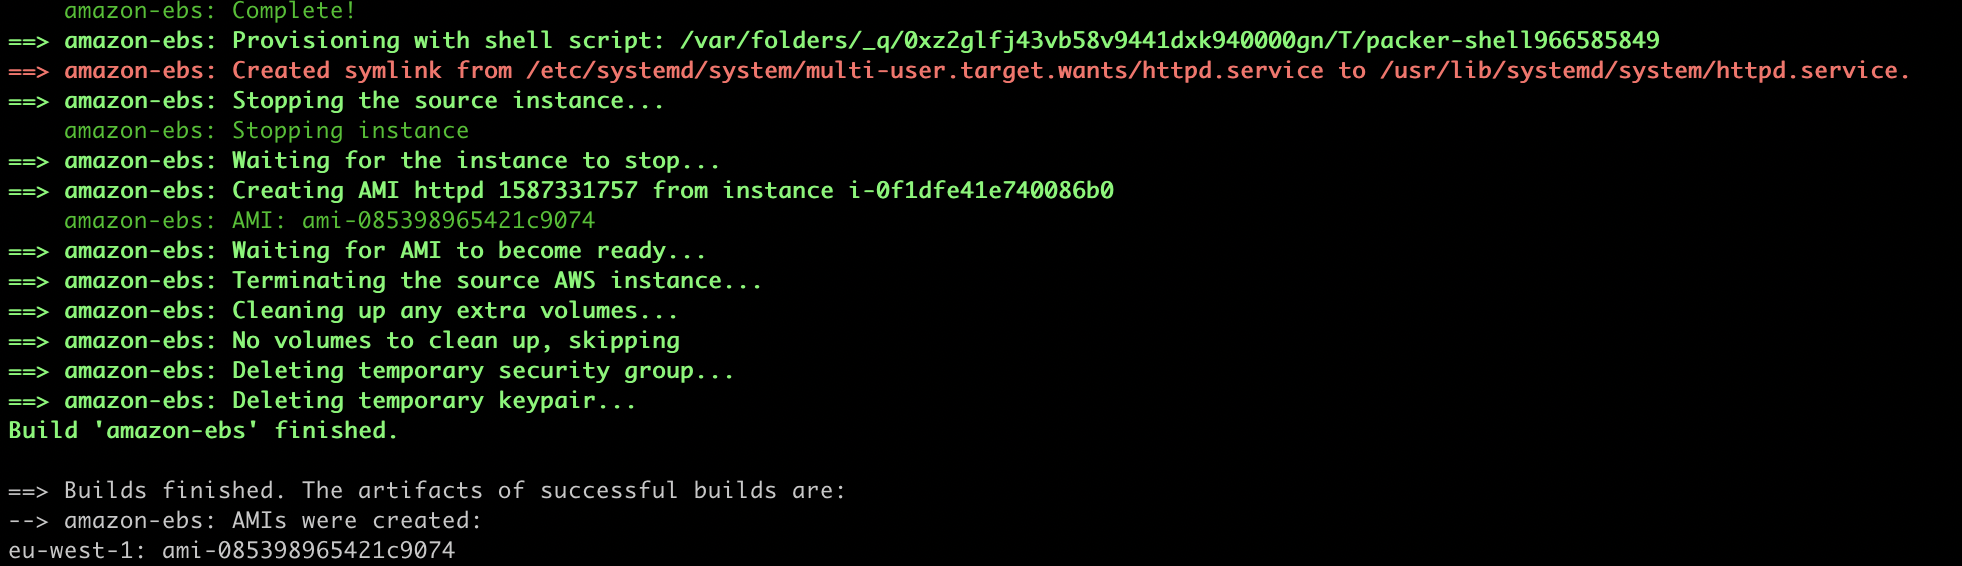 amazon-ebs: Complete!
==> amazon-ebs: Provisioning with shell script: /var/folders/_q/0xz2glfj43vb58v9441dxk940000gn/T/packer-shell966585849
==> amazon-ebs: Created symlink from /etc/systemd/system/multi-user.target.wants/httpd.service to /usr/lib/systemd/system/httpd.service.
==> amazon-ebs: Stopping the source instance...
amazon-ebs: Stopping instance
==> amazon-ebs: Waiting for the instance to stop...
==> amazon-ebs: Creating AMI httpd 1587331757 from instance i-0f1dfe41e740086b0
amazon-ebs: AMI: ami-085398965421c9074
==> amazon-ebs: Waiting for AMI to become ready...
==> amazon-ebs: Terminating the source AWS instance...
==> amazon-ebs: Cleaning up any extra volumes...
==> amazon-ebs: No volumes to clean up, skipping
==> amazon-ebs: Deleting temporary security group...
==> amazon-ebs: Deleting temporary keypair...
Build 'amazon-ebs' finished.
==> Builds finished. The artifacts of successful builds are:
--> amazon-ebs: AMIs were created:
eu-west-1: ami-085398965421c9074